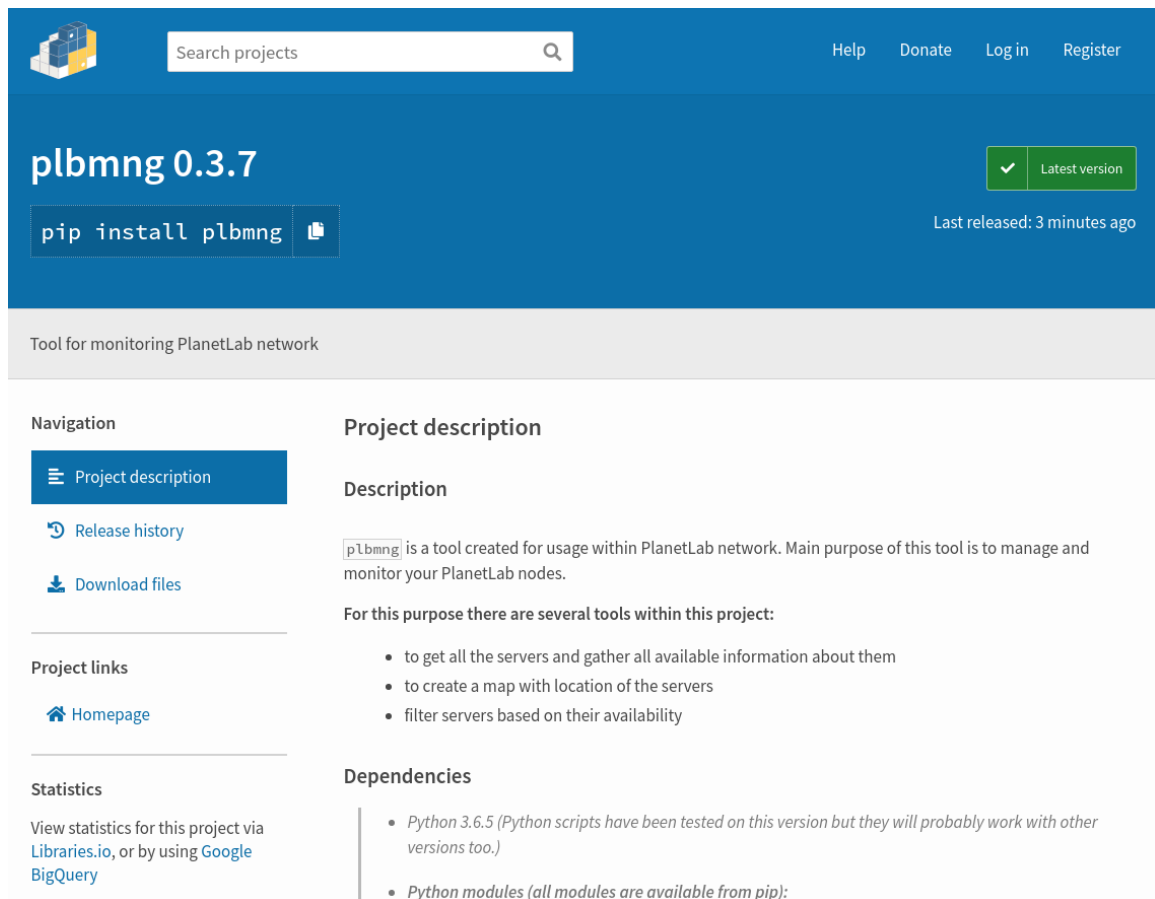 Search projects
Help
Donate
Log in
Register
plbmng 0.3.7
Latest version
pip install plbmng
Last released: 3 minutes ago
Tool for monitoring PlanetLab network
Navigation
Project description
Release history
Download files
Project links
Homepage
Statistics
View statistics for this project via
Libraries.io, or by using Google
BigQuery
Project description
Description
plbmng is a tool created for usage within PlanetLab network. Main purpose of this tool is to manage and
monitor your PlanetLab nodes.
For this purpose there are several tools within this project:
• to get all the servers and gather all available information about them
• to create a map with location of the servers
• filter servers based on their availability
Dependencies
• Python 3.6.5 (Python scripts have been tested on this version but they will probably work with other
versions too.)
• Python modules (all modules are available from pip):